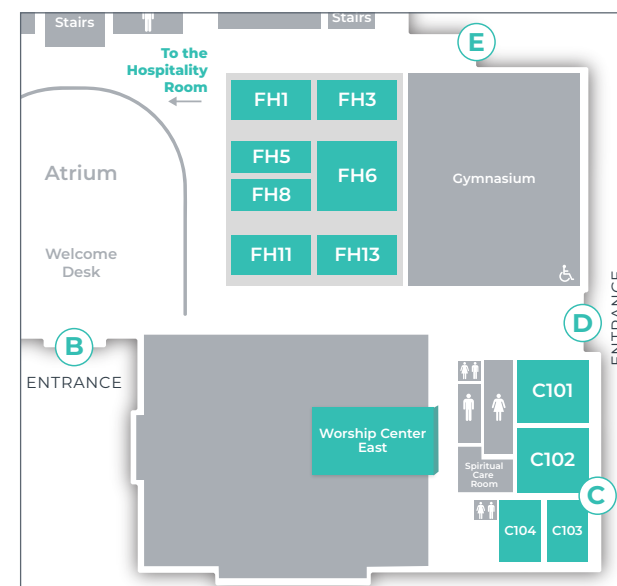 Stairs
Stairs
E
To the
Hospitality
Room
FH1
FH3
FH5
FH6
FH8
FH11
FH13
Gymnasium
Atrium
Welcome
Desk
B
ENTRANCE
D
ENTRANCE
Worship Center
East
C101
C102
Spiritual
Care
Room
C
C104
C103